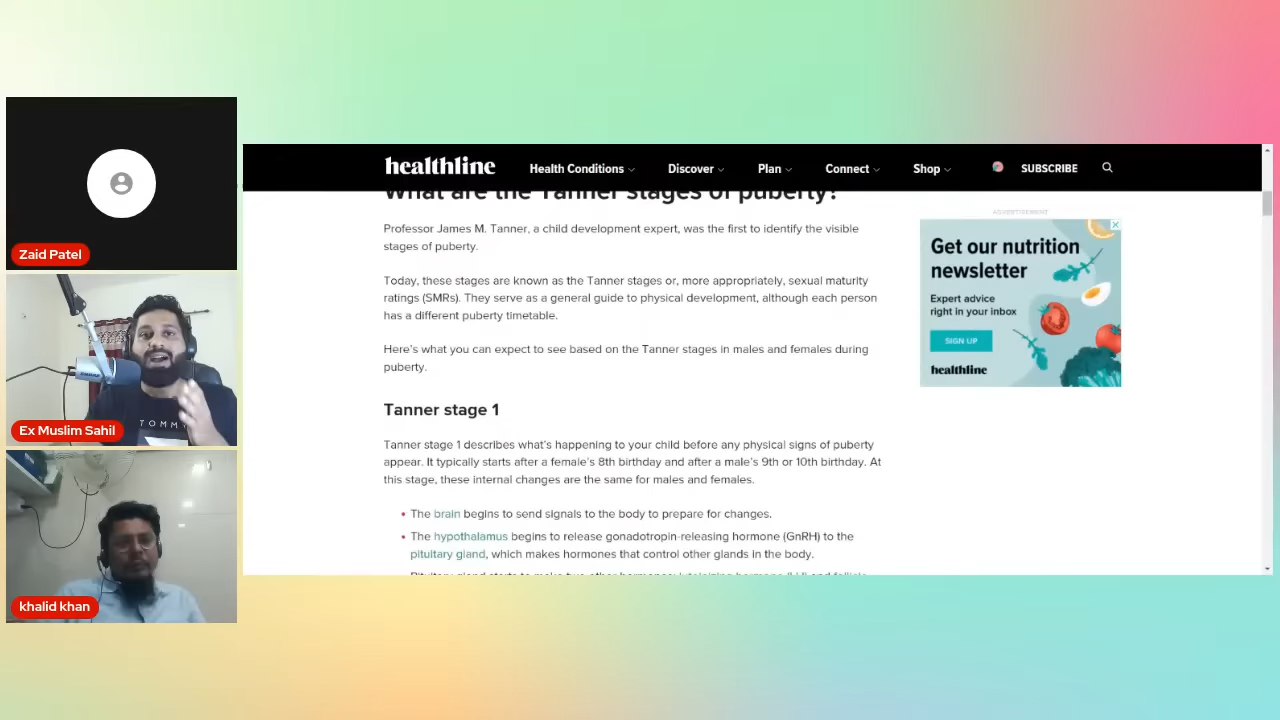 Zaid Patel
TOMMY
Ex Muslim Sahil
khalid khan
healthline
Health Conditions
Discover
Plan
Connect
Shop
SUBSCRIBE
What are the Tanner stages of puberty?
Professor James M. Tanner, a child development expert, was the first to identify the visible
stages of puberty.
Today, these stages are known as the Tanner stages or, more appropriately, sexual maturity
ratings (SMRs). They serve as a general guide to physical development, although each person
has a different puberty timetable.
Here's what you can expect to see based on the Tanner stages in males and females during
puberty.
Tanner stage 1
Tanner stage 1 describes what's happening to your child before any physical signs of puberty
appear. It typically starts after a female's 8th birthday and after a male's 9th or 10th birthday. At
this stage, these internal changes are the same for males and females.
• The brain begins to send signals to the body to prepare for changes.
• The hypothalamus begins to release gonadotropin-releasing hormone (GnRH) to the
pituitary gland, which makes hormones that control other glands in the body.
ADVERTISEMENT
Get our nutrition
newsletter
Expert advice
right in your inbox
SIGN UP
healthline